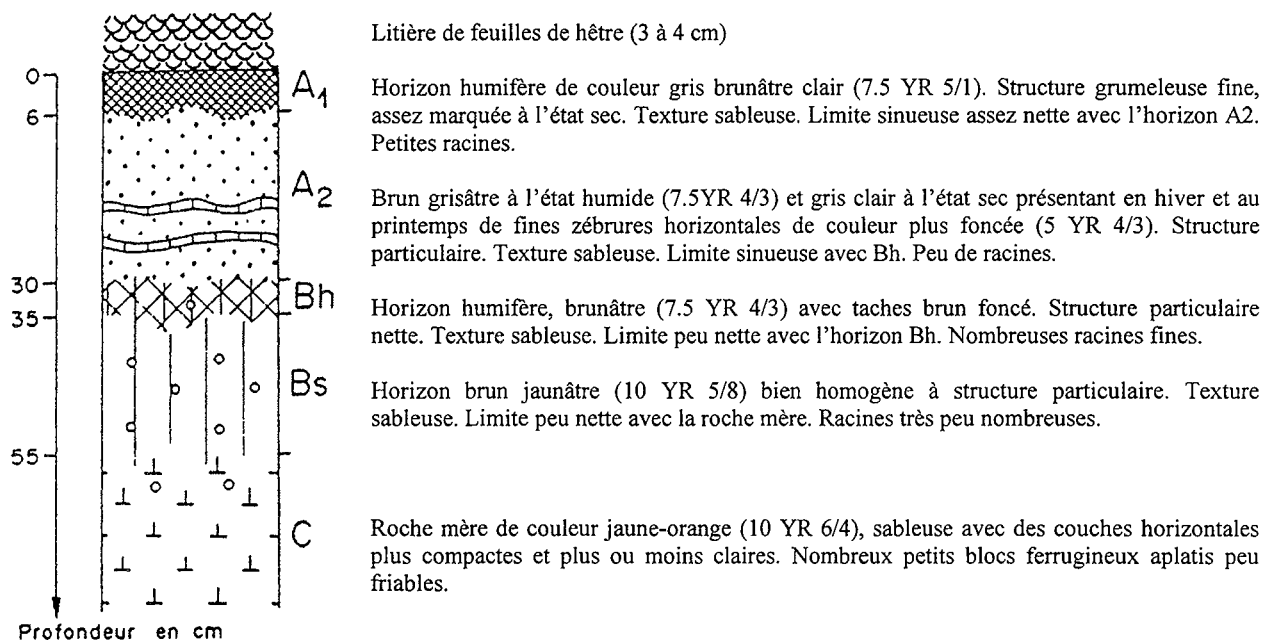 Litière de feuilles de hêtre (3 à 4 cm)
0
A1
Horizon humifère de couleur gris brunâtre clair (7.5 YR 5/1). Structure grumeleuse fine,
assez marquée à l'état sec. Texture sableuse. Limite sinueuse assez nette avec l'horizon A2.
Petites racines.
6
A2
Brun grisâtre à l'état humide (7.5YR 4/3) et gris clair à l'état sec présentant en hiver et au
printemps de fines zébrures horizontales de couleur plus foncée (5 YR 4/3). Structure
particulaire. Texture sableuse. Limite sinueuse avec Bh. Peu de racines.
30
Bh
35
Horizon humifère, brunâtre (7.5 YR 4/3) avec taches brun foncé. Structure particulaire
nette. Texture sableuse. Limite peu nette avec l'horizon Bh. Nombreuses racines fines.
Bs
Horizon brun jaunâtre (10 YR 5/8) bien homogène à structure particulaire. Texture
sableuse. Limite peu nette avec la roche mère. Racines très peu nombreuses.
55
C
Roche mère de couleur jaune-orange (10 YR 6/4), sableuse avec des couches horizontales
plus compactes et plus ou moins claires. Nombreux petits blocs ferrugineux aplatis peu
friables.
Profondeur en cm